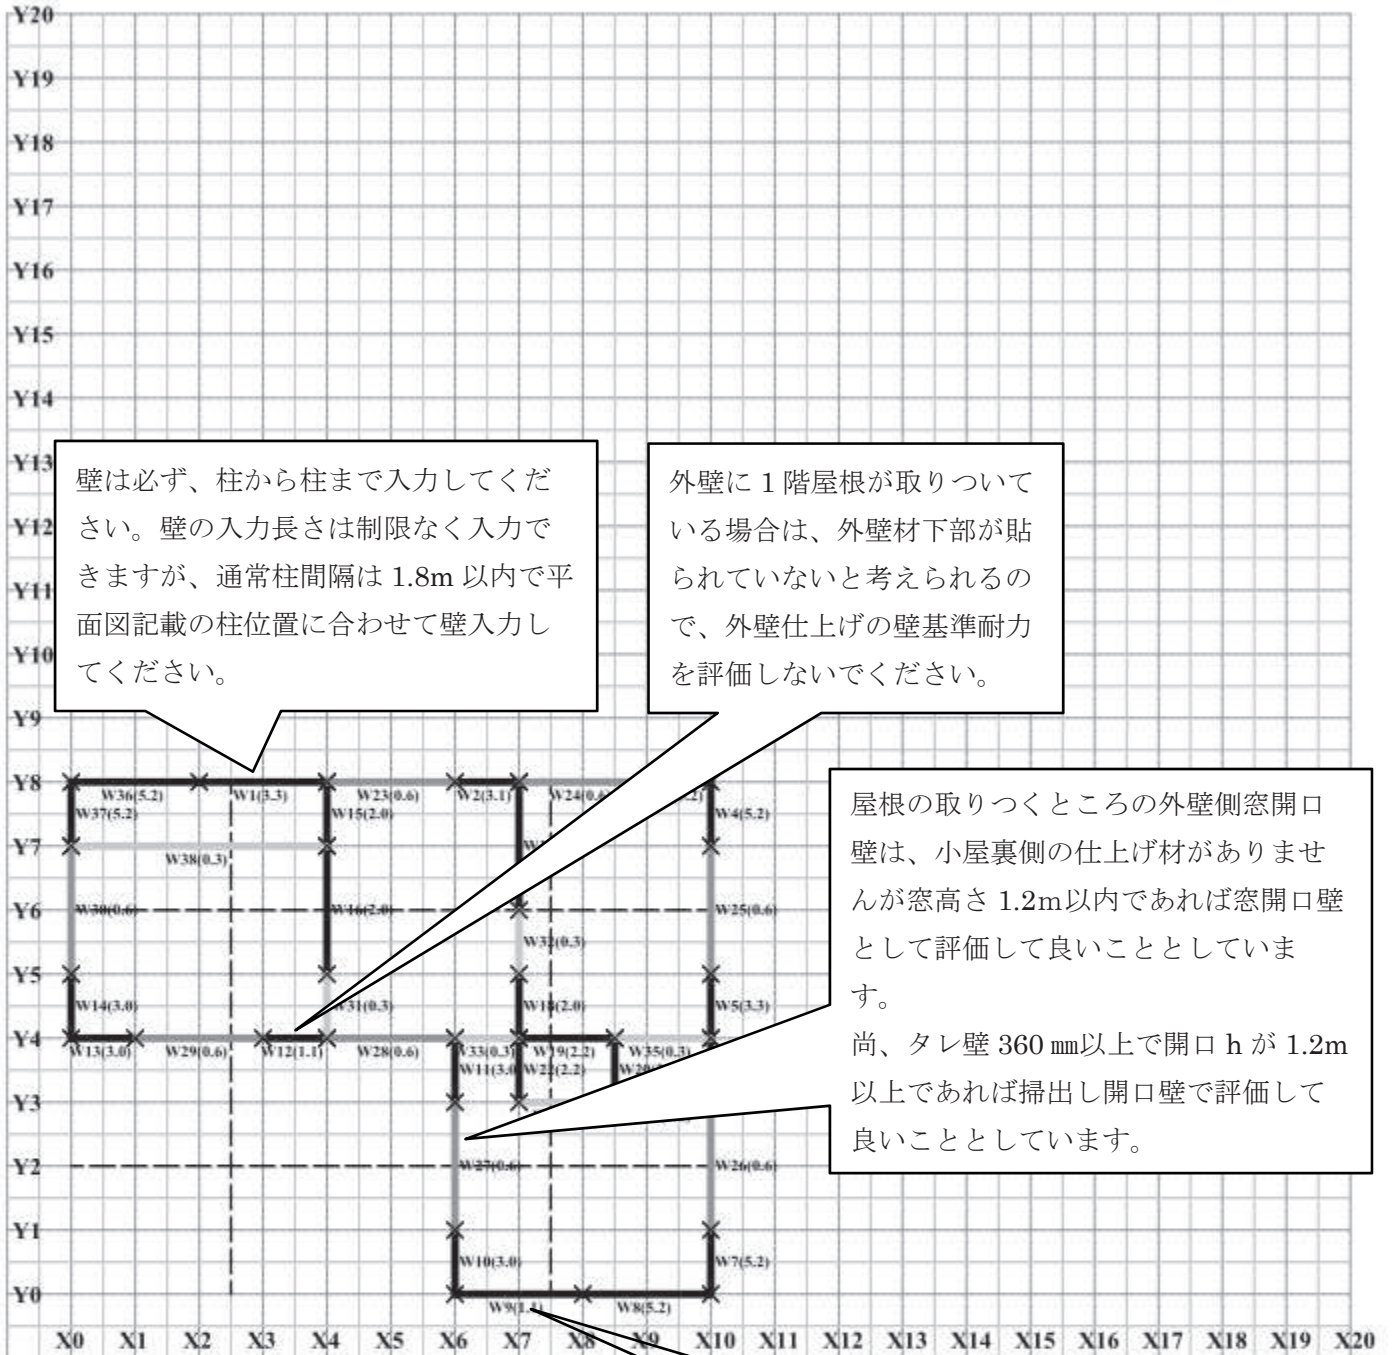 Y20
Y19
Y18
Y17
Y16
Y15
Y14
Y13
Y12
Y11
Y10
Y9
壁は必ず、柱から柱まで入力してくだ
さい。壁の入力長さは制限なく入力で
きますが、通常柱間隔は 1.8m 以内で平
面図記載の柱位置に合わせて壁入力し
てください。
外壁に 1 階屋根が取りついて
いる場合は、外壁材下部が貼
られていないと考えられるの
で、外壁仕上げの壁基準耐力
を評価しないでください。
屋根の取りつくところの外壁側窓開口
壁は、小屋裏側の仕上げ材がありませ
んが窓高さ 1.2m以内であれば窓開口壁
として評価して良いこととしていま
す。
尚、タレ壁 360 ㎜以上で開口 h が 1.2m
以上であれば掃出し開口壁で評価して
良いこととしています。
Y8
W36(5.2) W1(3.3) W23(0.6) W2(3.1)
W37(5.2) W15(2.0) W4(5.2)
Y7
W38(0.3)
Y6
W30(0.6) W16(2.0) W25(0.6)
W32(0.3)
Y5
W14(3.0) W31(0.3) W18(2.0) W5(3.3)
Y4
W13(3.0) W29(0.6) W12(1.1) W28(0.6) W33(0.3) W19(2.2) W35(0.3)
W22(2.2)
Y3
Y2
W27(0.6) W26(0.6)
Y1
W10(3.0) W7(5.2)
Y0
W8(5.2)
X0 X1 X2 X3 X4 X5 X6 X7 X8 X9 X10 X11 X12 X13 X14 X15 X16 X17 X18 X19 X20